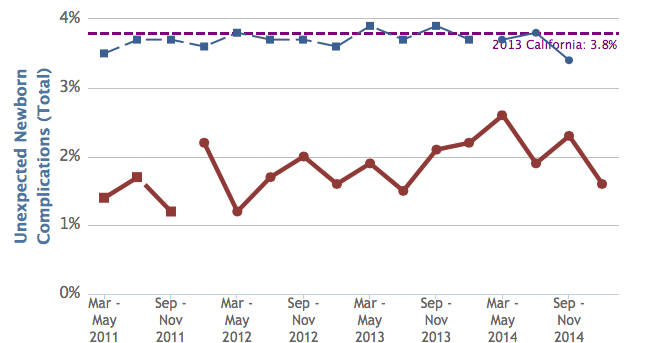 4%
2013 California: 3.8%
3%
Unexpected Newborn
Complications (Total)
2%
1%
0%
Mar -
May
2011
Sep -
Nov
2011
Mar -
May
2012
Sep -
Nov
2012
Mar -
May
2013
Sep -
Nov
2013
Mar -
May
2014
Sep -
Nov
2014